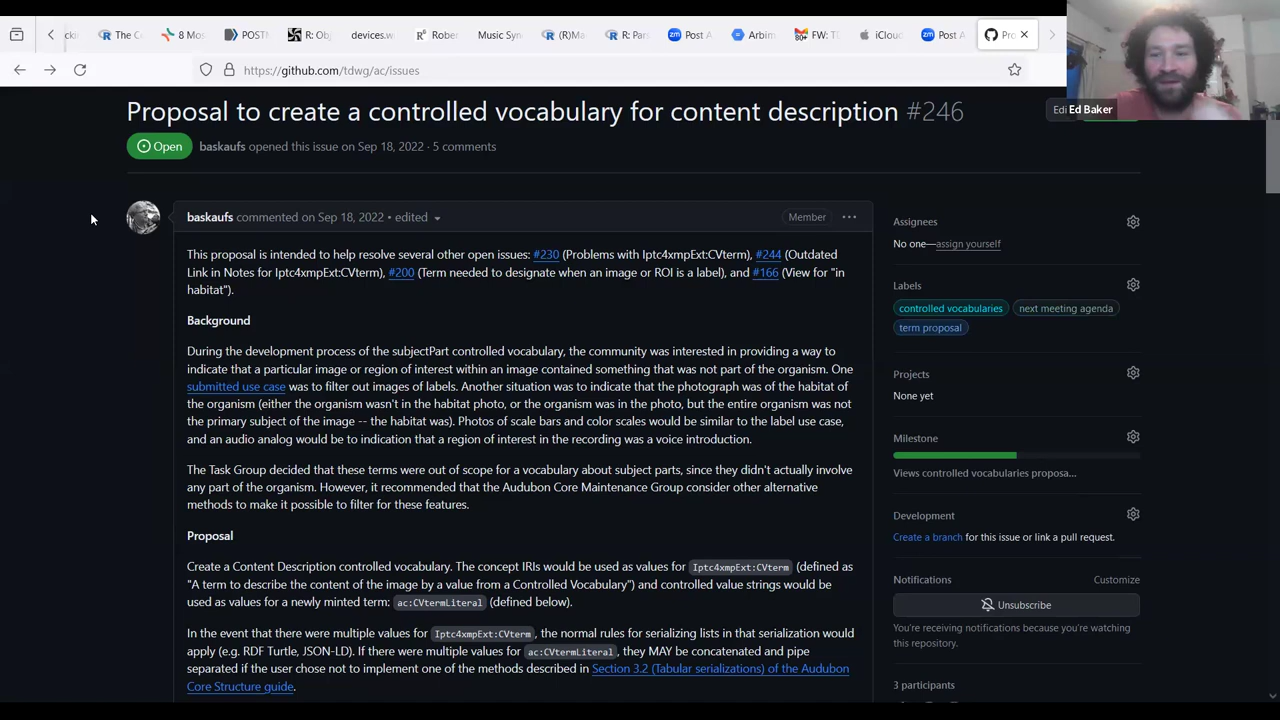 cki
R The C
8 Mos
POSTM
R: Obj
devices.w
Rober
Music Syn
R (R)Ma
R R: Pars
Post A
Arbim
FW: TD
iCloud
Post A
Pro
https://github.com/tdwg/ac/issues
Proposal to create a controlled vocabulary for content description #246
Edi
Ed Baker
Open
baskaufs opened this issue on Sep 18, 2022 · 5 comments
baskaufs commented on Sep 18, 2022 • edited
Member
This proposal is intended to help resolve several other open issues: #230 (Problems with Iptc4xmpExt:CVterm), #244 (Outdated
Link in Notes for Iptc4xmpExt:CVterm), #200 (Term needed to designate when an image or ROI is a label), and #166 (View for "in
habitat").
Background
During the development process of the subjectPart controlled vocabulary, the community was interested in providing a way to
indicate that a particular image or region of interest within an image contained something that was not part of the organism. One
submitted use case was to filter out images of labels. Another situation was to indicate that the photograph was of the habitat of
the organism (either the organism wasn't in the habitat photo, or the organism was in the photo, but the entire organism was not
the primary subject of the image -- the habitat was). Photos of scale bars and color scales would be similar to the label use case,
and an audio analog would be to indication that a region of interest in the recording was a voice introduction.
The Task Group decided that these terms were out of scope for a vocabulary about subject parts, since they didn't actually involve
any part of the organism. However, it recommended that the Audubon Core Maintenance Group consider other alternative
methods to make it possible to filter for these features.
Proposal
Create a Content Description controlled vocabulary. The concept IRIs would be used as values for Iptc4xmpExt:CVterm (defined as
"A term to describe the content of the image by a value from a Controlled Vocabulary") and controlled value strings would be
used as values for a newly minted term: ac:CVtermLiteral (defined below).
In the event that there were multiple values for Iptc4xmpExt:CVterm, the normal rules for serializing lists in that serialization would
apply (e.g. RDF Turtle, JSON-LD). If there were multiple values for ac:CVtermLiteral, they MAY be concatenated and pipe
separated if the user chose not to implement one of the methods described in Section 3.2 (Tabular serializations) of the Audubon
Core Structure guide.
Assignees
No one—assign yourself
Labels
controlled vocabularies
next meeting agenda
term proposal
Projects
None yet
Milestone
Views controlled vocabularies proposa...
Development
Create a branch for this issue or link a pull request.
Notifications
Customize
Unsubscribe
You're receiving notifications because you're watching
this repository.
3 participants